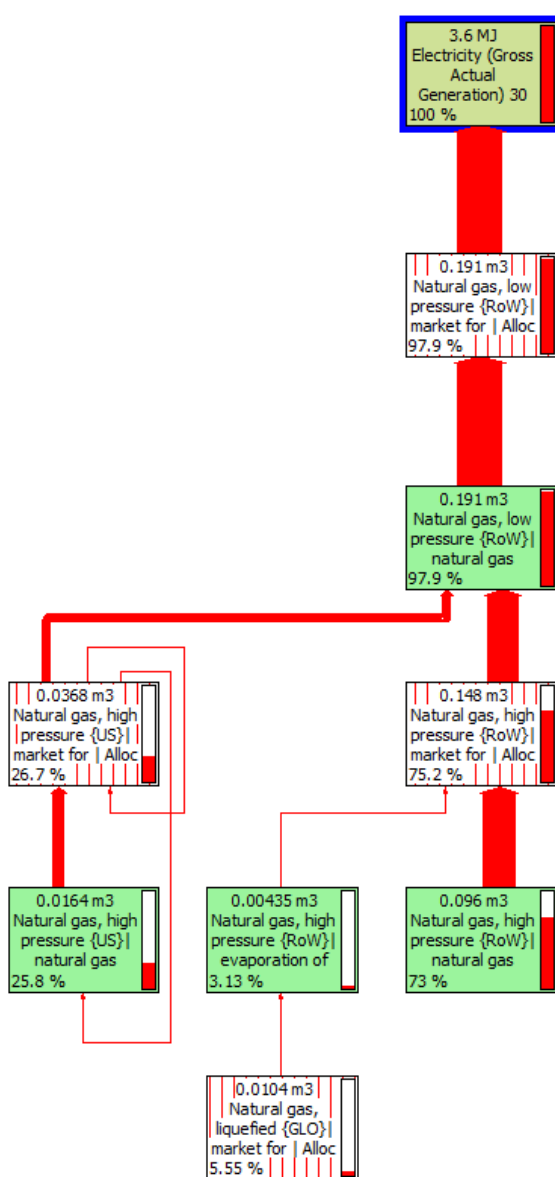 3.6 MJ
Electricity (Gross
Actual
Generation) 30
100 %
0.191 m3
Natural gas, low
pressure {RoW}|
market for | Alloc
97.9 %
0.191 m3
Natural gas, low
pressure {RoW}|
natural gas
97.9 %
0.0368 m3
Natural gas, high
pressure {US}|
market for | Alloc
26.7 %
0.148 m3
Natural gas, high
pressure {RoW}|
market for | Alloc
75.2 %
0.0164 m3
Natural gas, high
pressure {US}|
natural gas
25.8 %
0.00435 m3
Natural gas, high
pressure {RoW}|
evaporation of
3.13 %
0.096 m3
Natural gas, high
pressure {RoW}|
natural gas
73 %
0.0104 m3
Natural gas,
liquefied {GLO}|
market for | Alloc
5.55 %